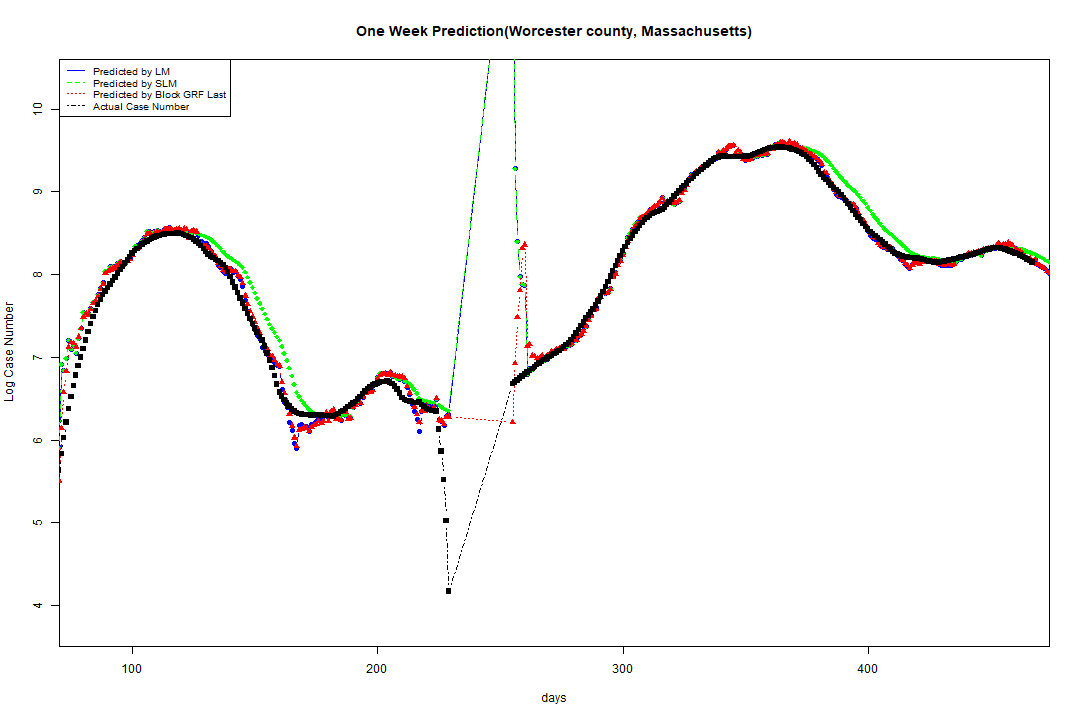 One Week Prediction(Worcester county, Massachusetts)
Predicted by LM
Predicted by SLM
Predicted by Block GRF Last
Actual Case Number
10
9
8
7
6
5
4
Log Case Number
100 200 300 400
days